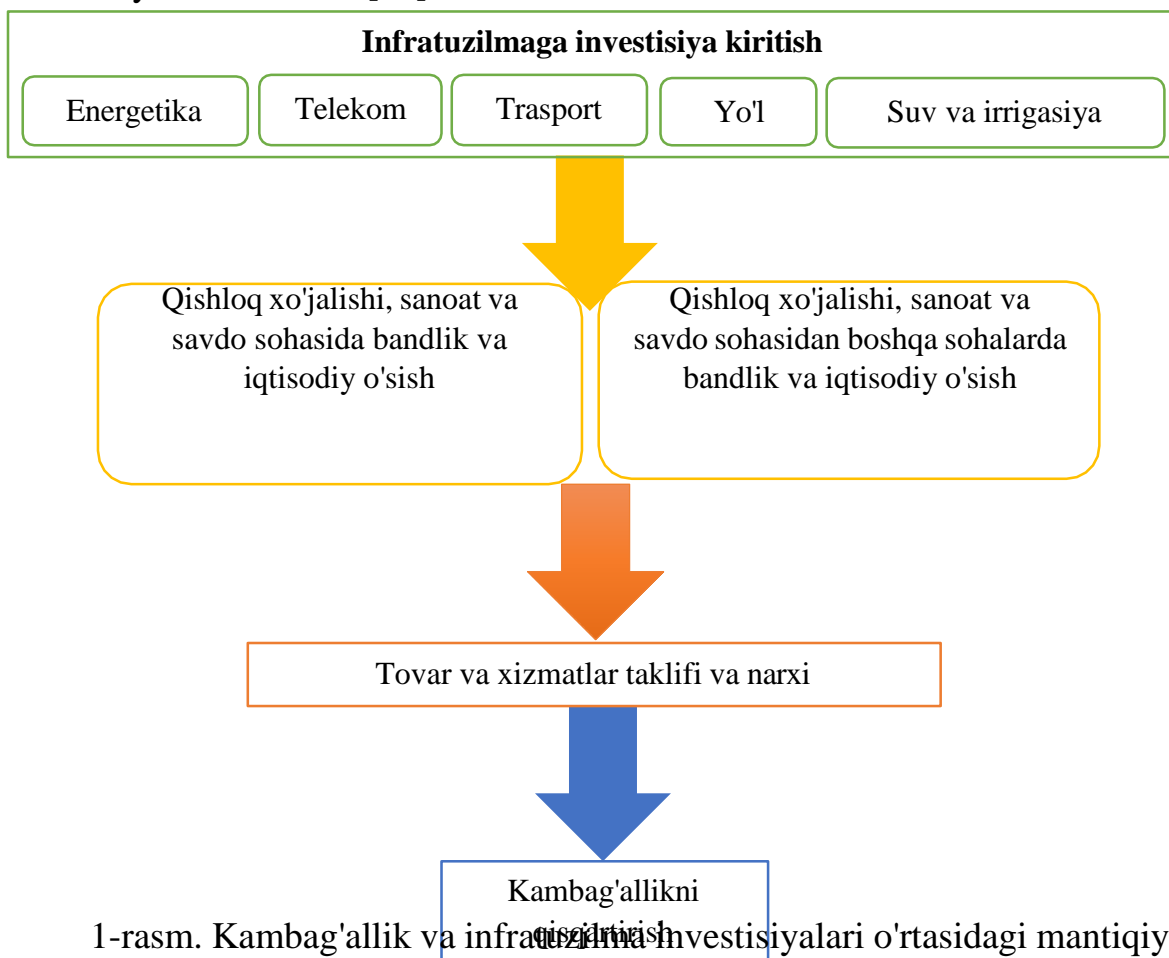 Infratuzilmaga investisiya kiritish
Energetika
Telekom
Trasport
Yo'l
Suv va irrigasiya
Qishloq xo'jalishi, sanoat va
savdo sohasida bandlik va
iqtisodiy o'sish
Qishloq xo'jalishi, sanoat va
savdo sohasidan boshqa sohalarda
bandlik va iqtisodiy o'sish
Tovar va xizmatlar taklifi va narxi
Kambag'allikni
qisqartirish
1-rasm. Kambag'allik va infratuzilma investisiyalari o'rtasidagi mantiqiy